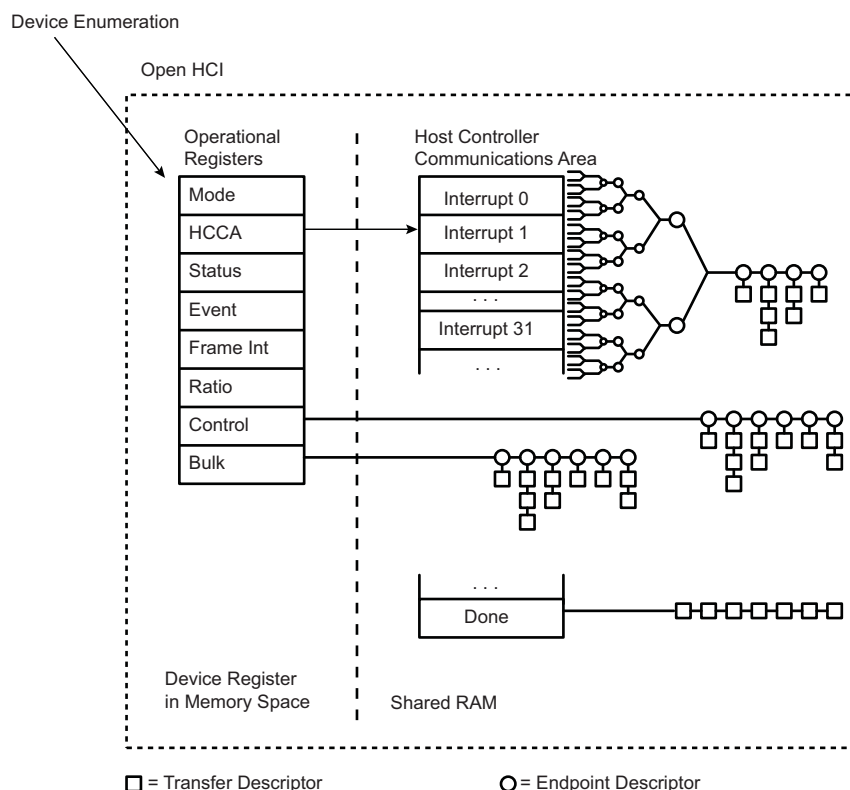 Device Enumeration
Open HCI
Operational
Registers
Mode
HCCA
Status
Event
Frame Int
Ratio
Control
Bulk
Host Controller
Communications Area
Interrupt 0
Interrupt 1
Interrupt 2
. . .
Interrupt 31
. . .
. . .
Done
Device Register
in Memory Space
Shared RAM
= Transfer Descriptor
= Endpoint Descriptor